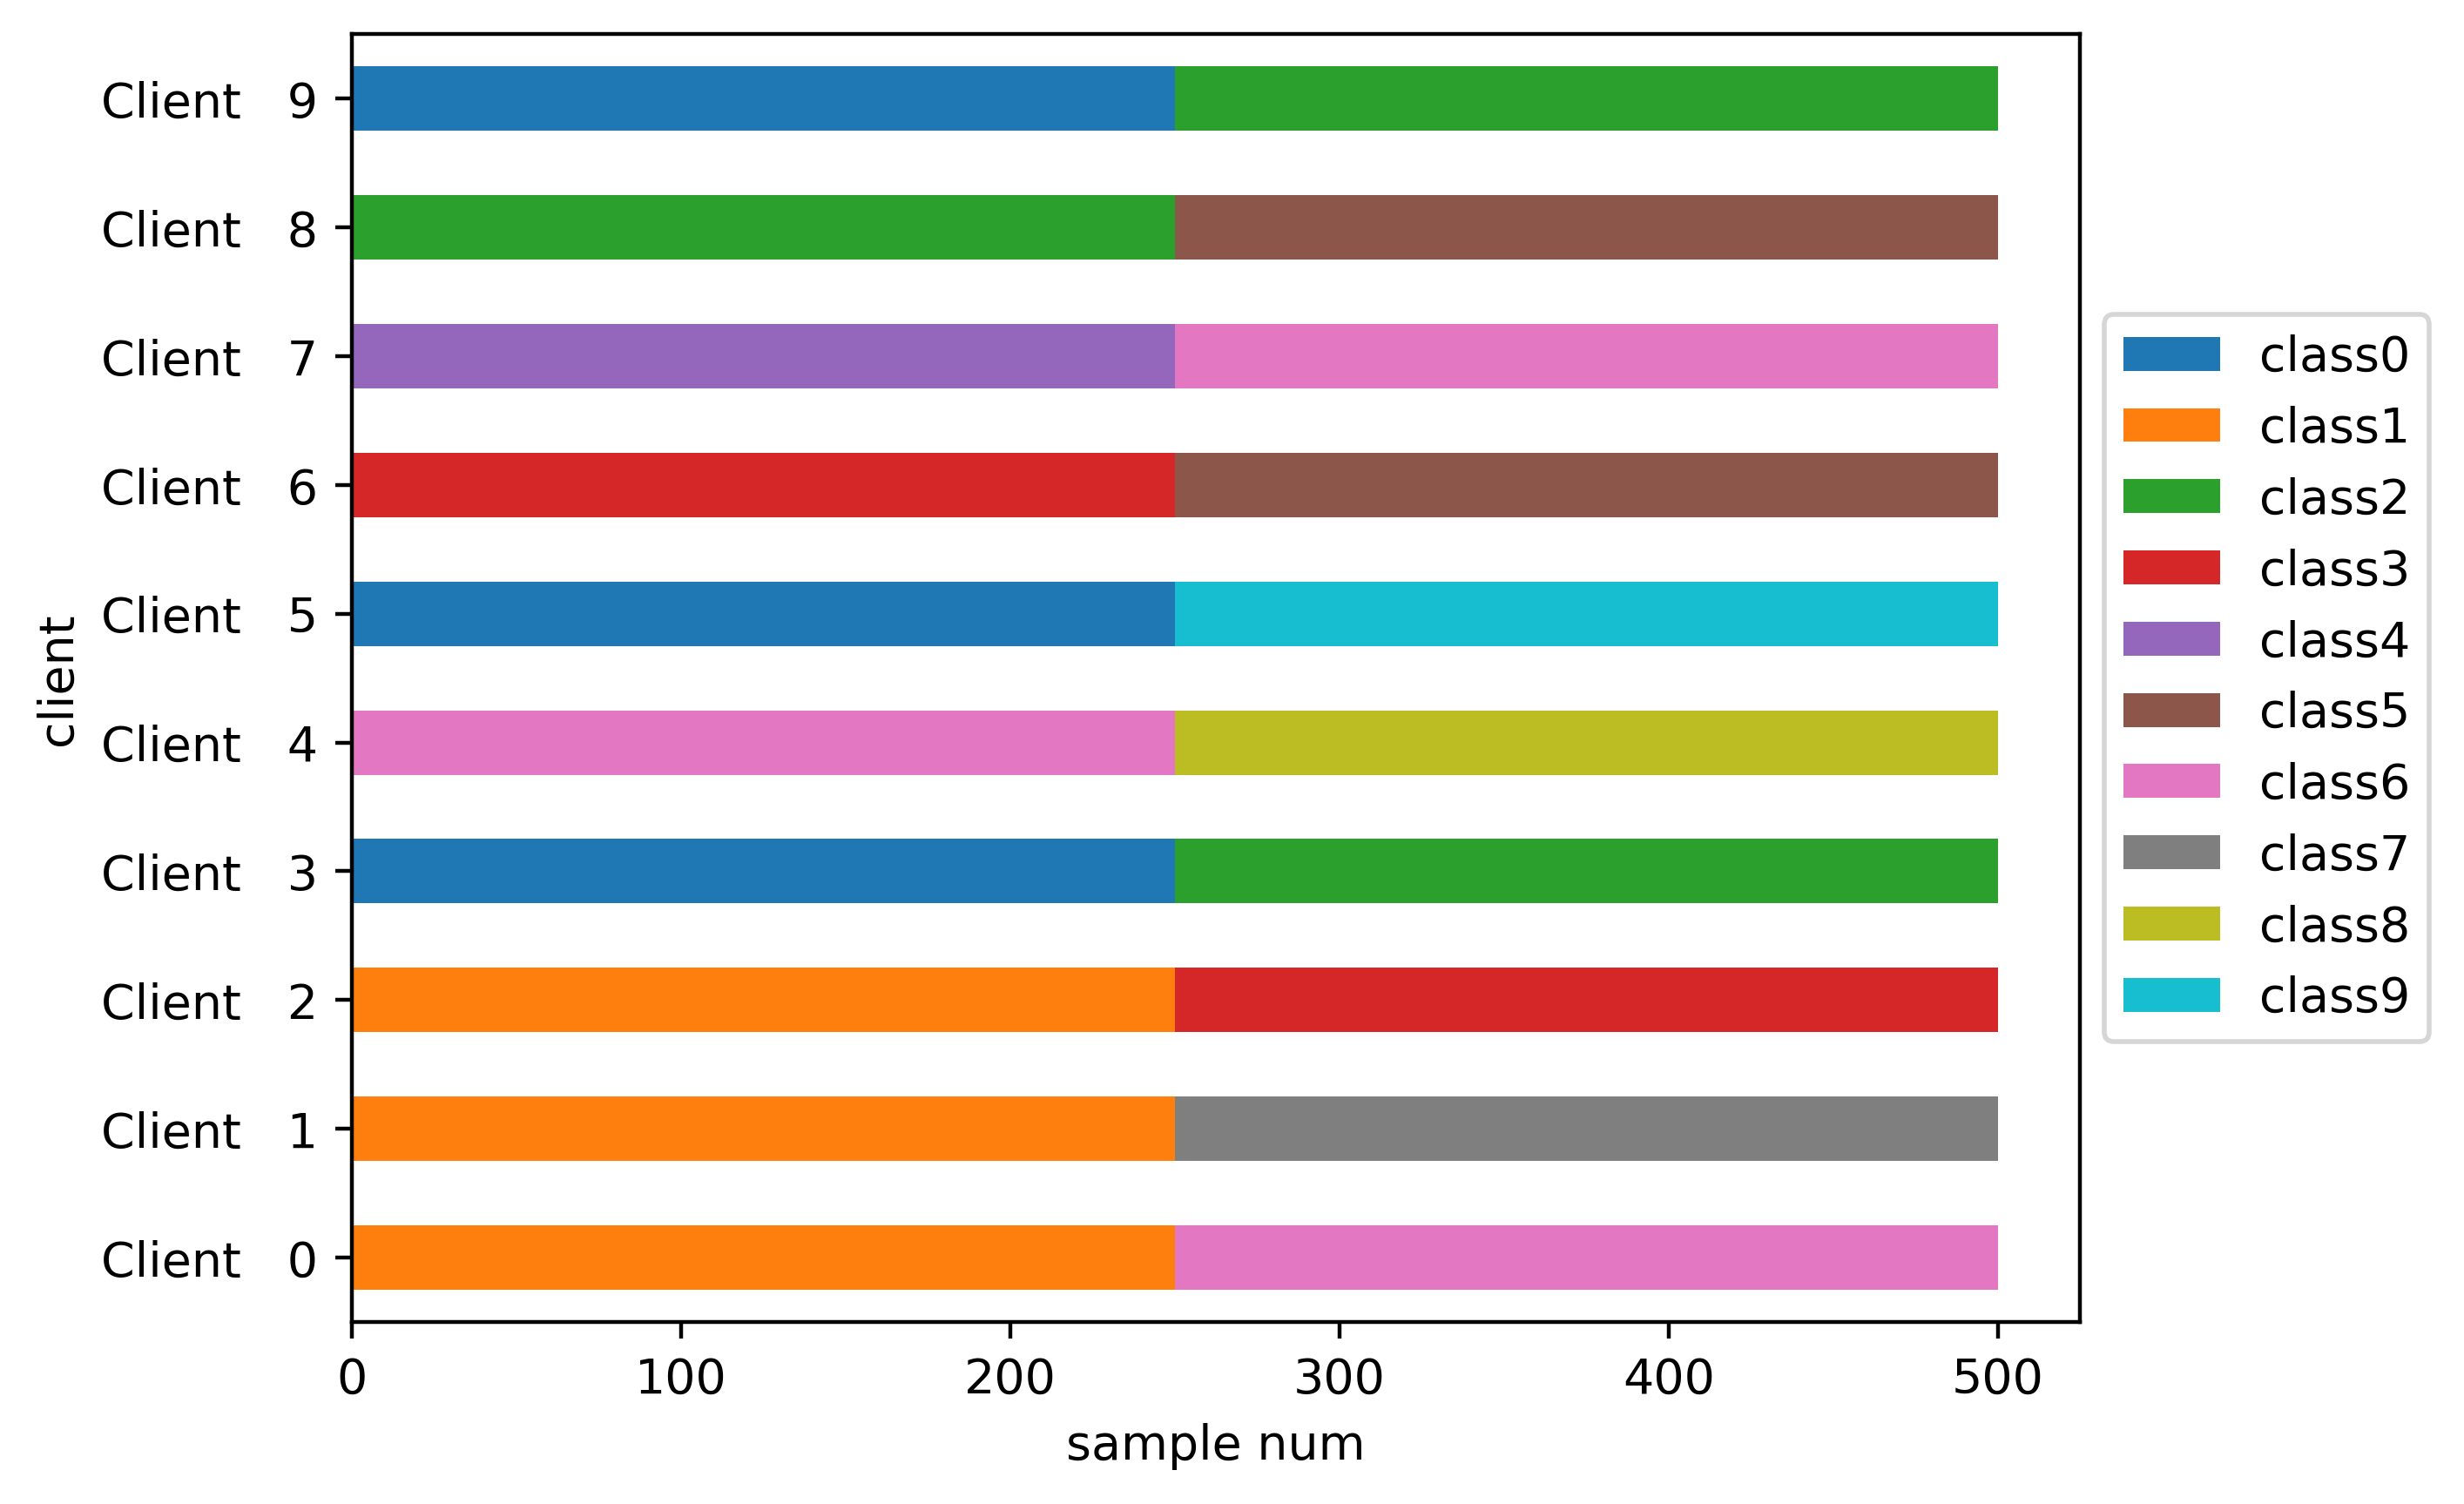 Client 9
Client 8
Client 7
Client 6
Client 5
Client 4
Client 3
Client 2
Client 1
Client 0
client
0 100 200 300 400 500
sample num
class0
class1
class2
class3
class4
class5
class6
class7
class8
class9